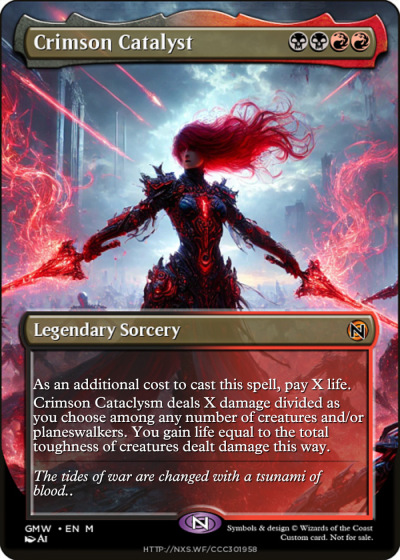 Crimson Catalyst
Legendary Sorcery
As an additional cost to cast this spell, pay X life.
Crimson Cataclysm deals X damage divided as
you choose among any number of creatures and/or
planeswalkers. You gain life equal to the total
toughness of creatures dealt damage this way.
The tides of war are changed with a tsunami of
blood..
GMW • EN M
AI
N
Symbols & design © Wizards of the Coast
Custom card. Not for sale.
HTTP://NXS.WF/CCC301958